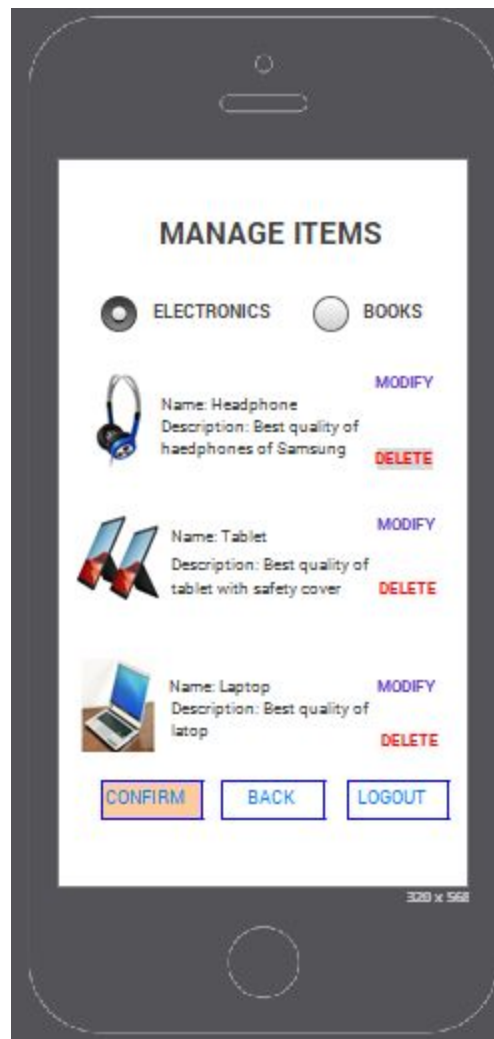 MANAGE ITEMS
ELECTRONICS BOOKS
MODIFY
Name: Headphone
Description: Best quality of
haedphones of Samsung
DELETE
MODIFY
Name: Tablet
Description: Best quality of
tablet with safety cover
DELETE
Name: Laptop
MODIFY
Description: Best quality of
latop
DELETE
CONFIRM BACK LOGOUT
320 x 568